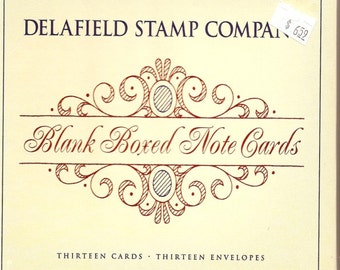 DELAFIELD STAMP COMPAN
Blank Boxed Note Cards
THIRTEEN CARDS · THIRTEEN ENVELOPES